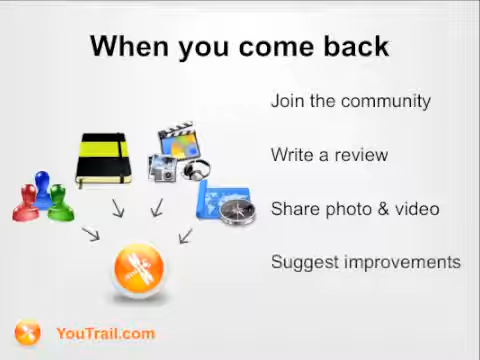 When you come back
Join the community
Write a review
Share photo & video
Suggest improvements
YouTrail.com